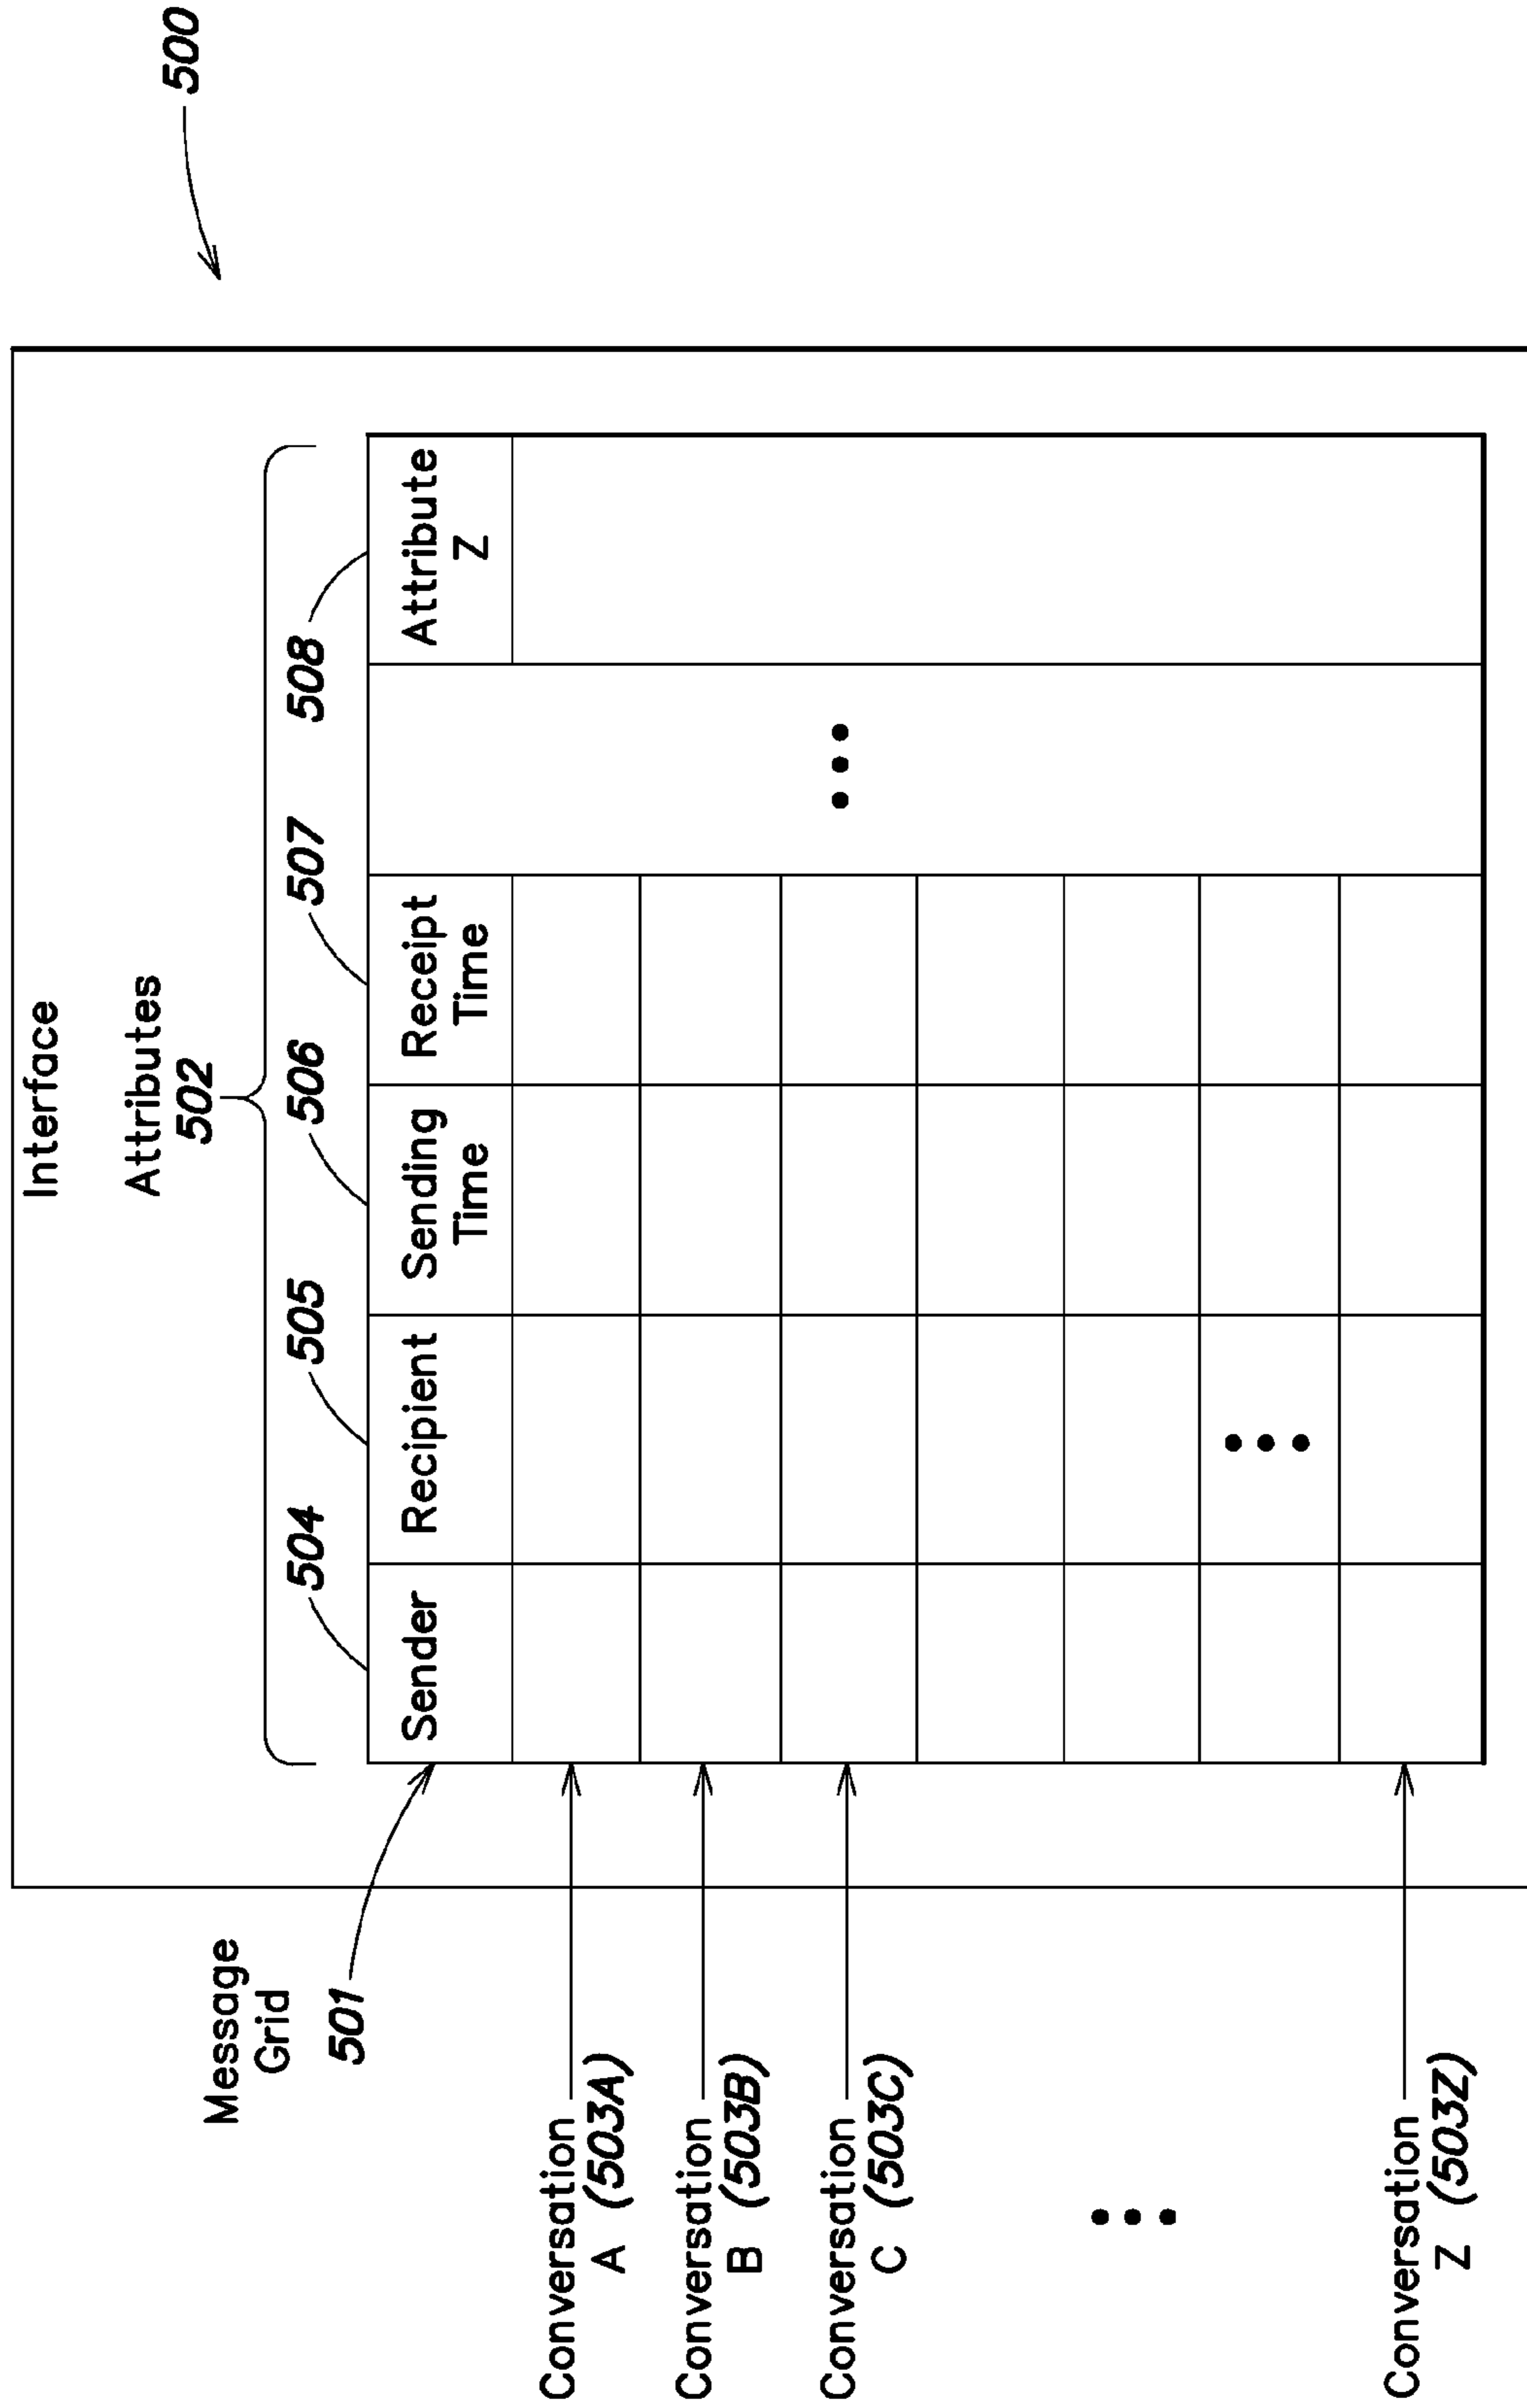 500
Interface
Attributes
502
504
505
506
507
508
Message
Grid
501
Sender
Recipient
Sending
Time
Receipt
Time
Attribute
Z
Conversation
A (503A)
Conversation
B (503B)
Conversation
C (503C)
Conversation
Z (503Z)